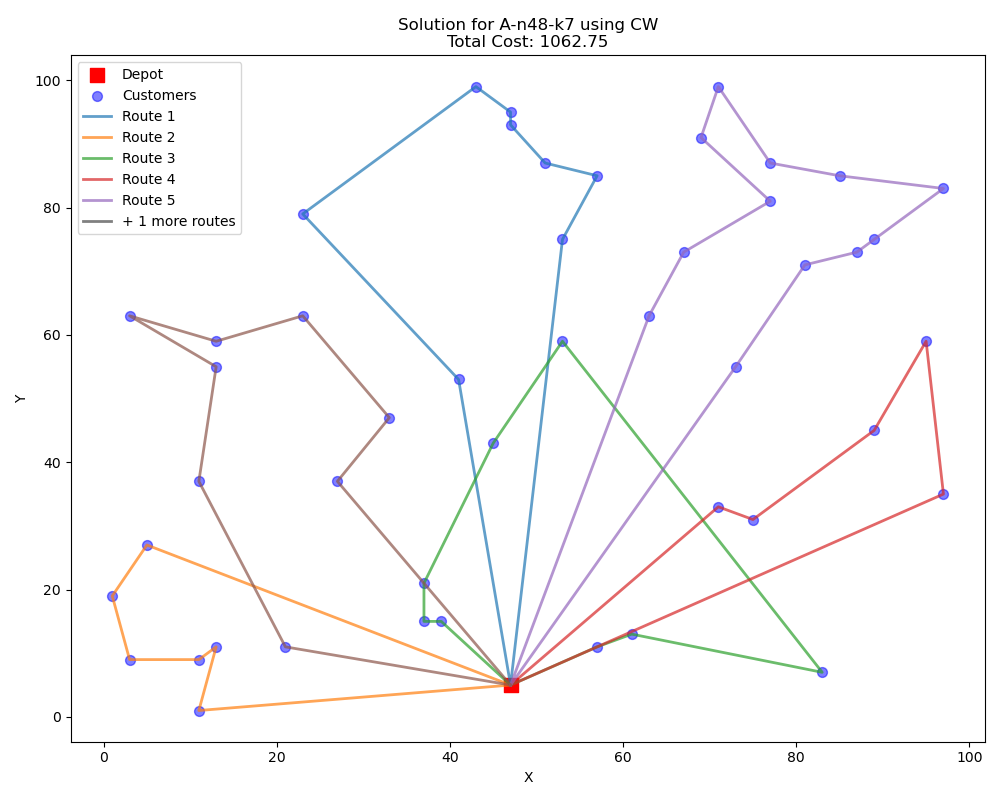 Solution for A-n48-k7 using CW
Total Cost: 1062.75
Depot
Customers
Route 1
Route 2
Route 3
Route 4
Route 5
+ 1 more routes
100
80
60
40
20
0
Y
0 20 40 60 80 100
X